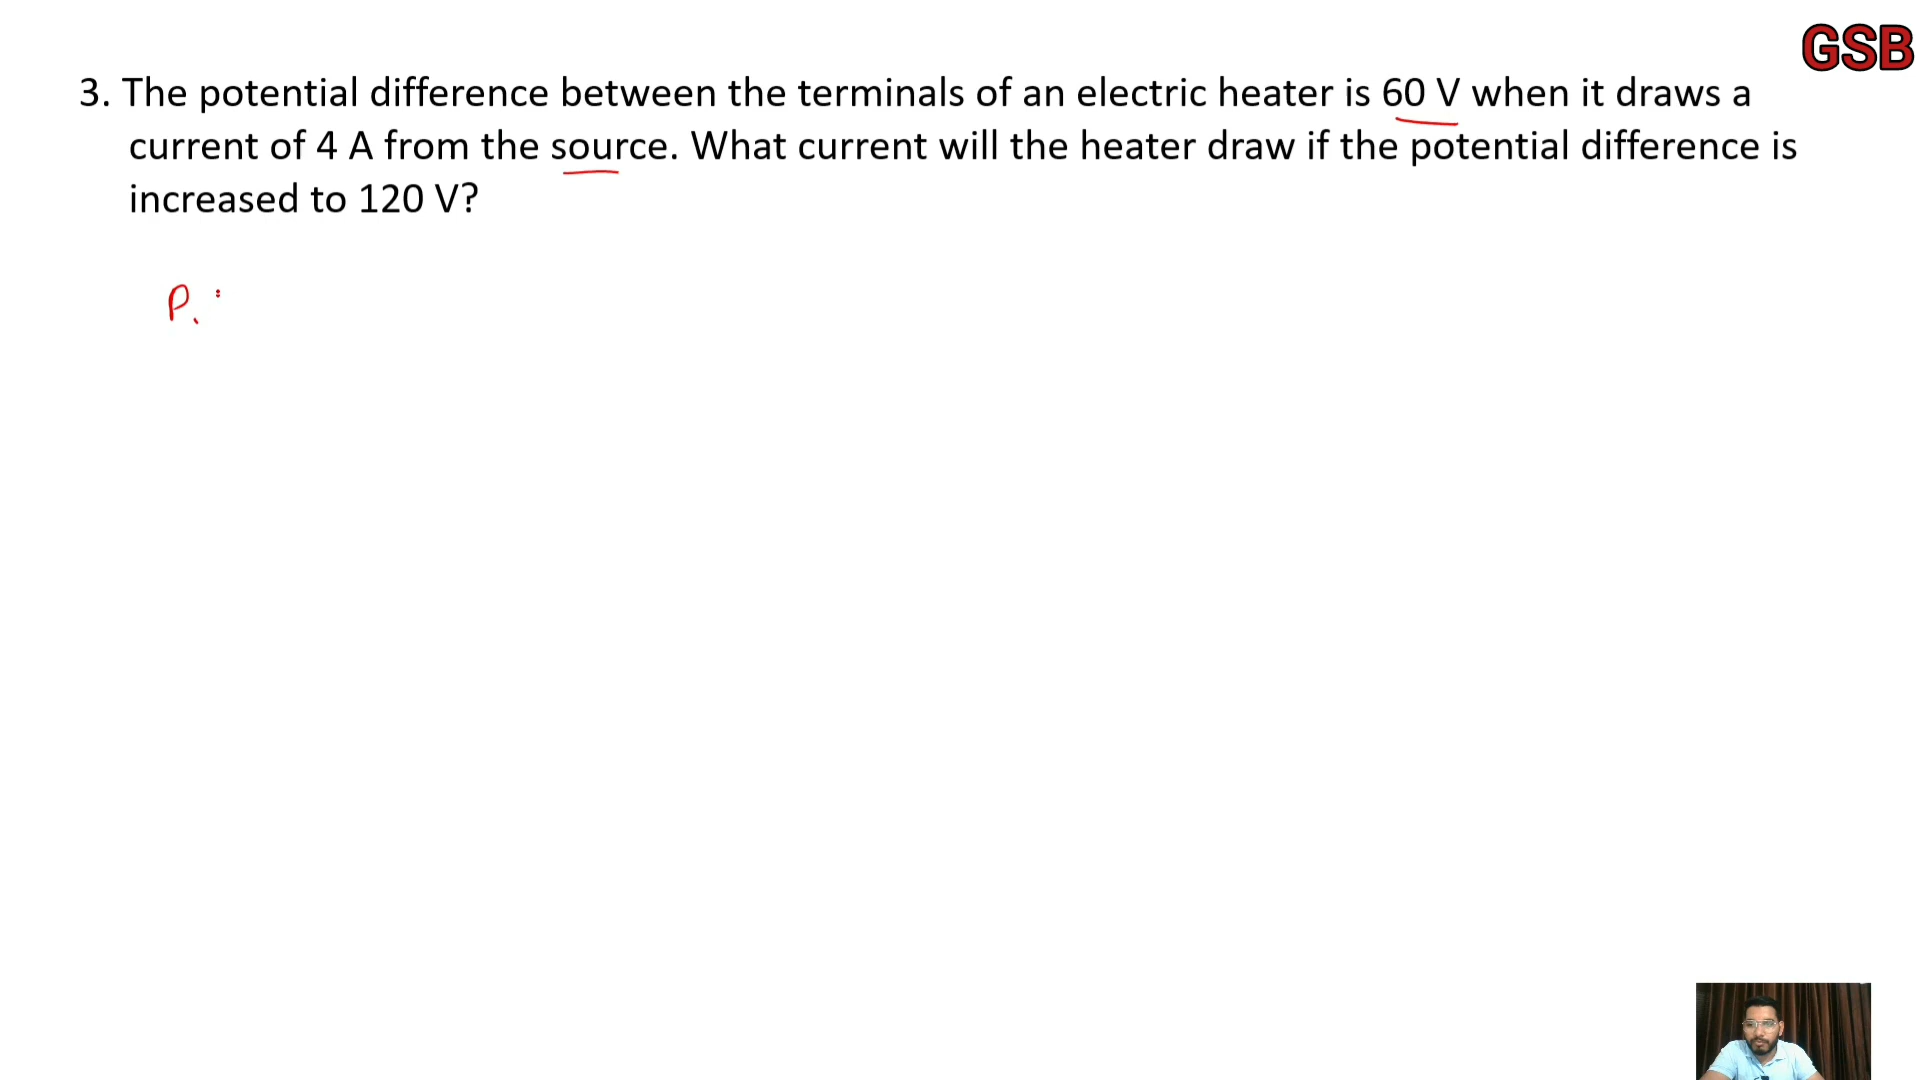 GSB
3. The potential difference between the terminals of an electric heater is 60 V when it draws a
current of 4 A from the source. What current will the heater draw if the potential difference is
increased to 120 V?
P. :